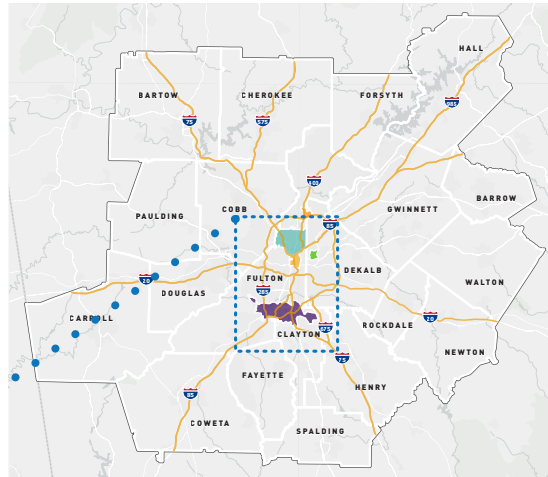 HALL
BARTOW
CHEROKEE
FORSYTH
985
75
575
BARROW
PAULDING
COBB
GWINNETT
85
FULTON
DEKALB
20
DOUGLAS
WALTON
285
CARROLL
20
ROCKDALE
675
CLAYTON
NEWTON
75
FAYETTE
HENRY
85
COWETA
SPALDING